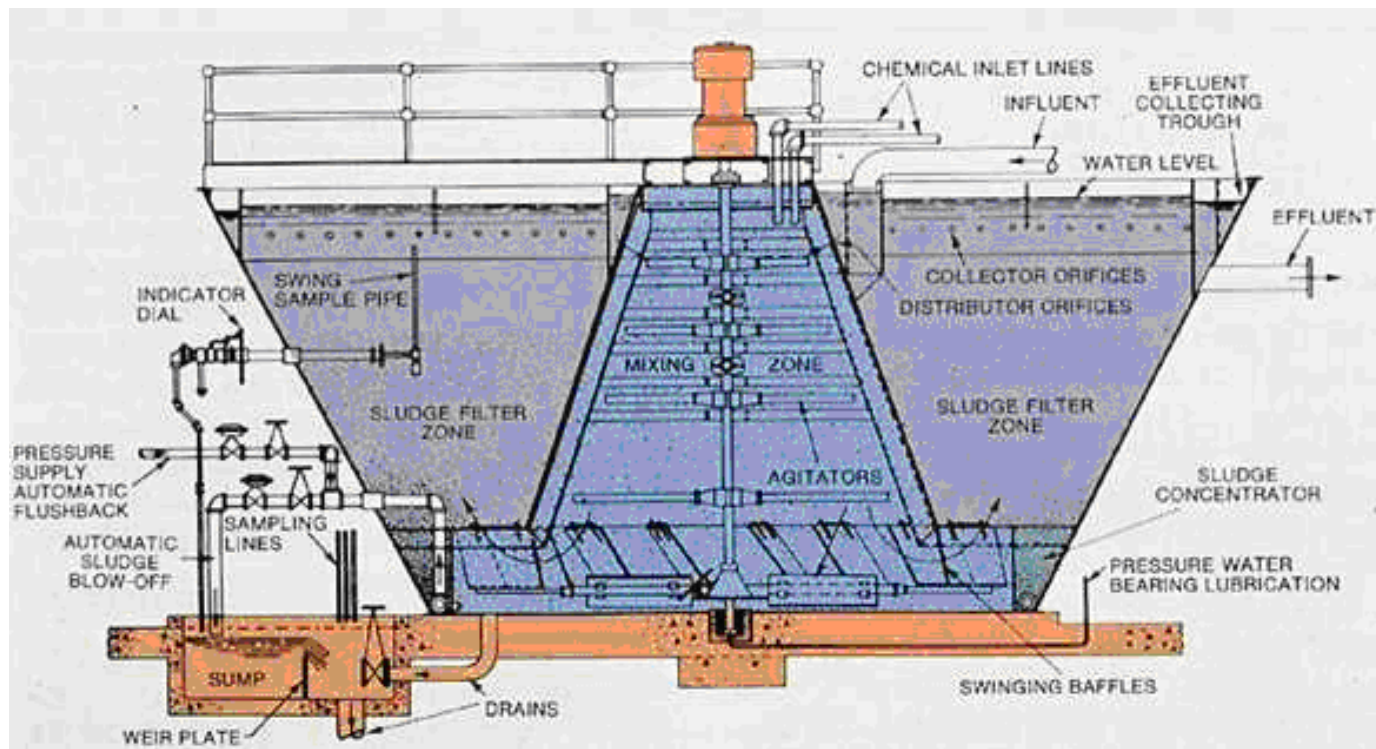 CHEMICAL INLET LINES
INFLUENT
EFFLUENT
COLLECTING
TROUGH
WATER LEVEL
EFFLUENT
SWING
SAMPLE PIPE
COLLECTOR ORIFICES
INDICATOR
DIAL
DISTRIBUTOR ORIFICES
MIXING ZONE
SLUDGE FILTER
ZONE
SLUDGE FILTER
ZONE
PRESSURE
SUPPLY
AUTOMATIC
FLUSHBACK
AGITATORS
SLUDGE
CONCENTRATOR
SAMPLING
LINES
AUTOMATIC
SLUDGE
BLOW-OFF
PRESSURE WATER
BEARING LUBRICATION
SUMP
SWINGING BAFFLES
DRAINS
WEIR PLATE